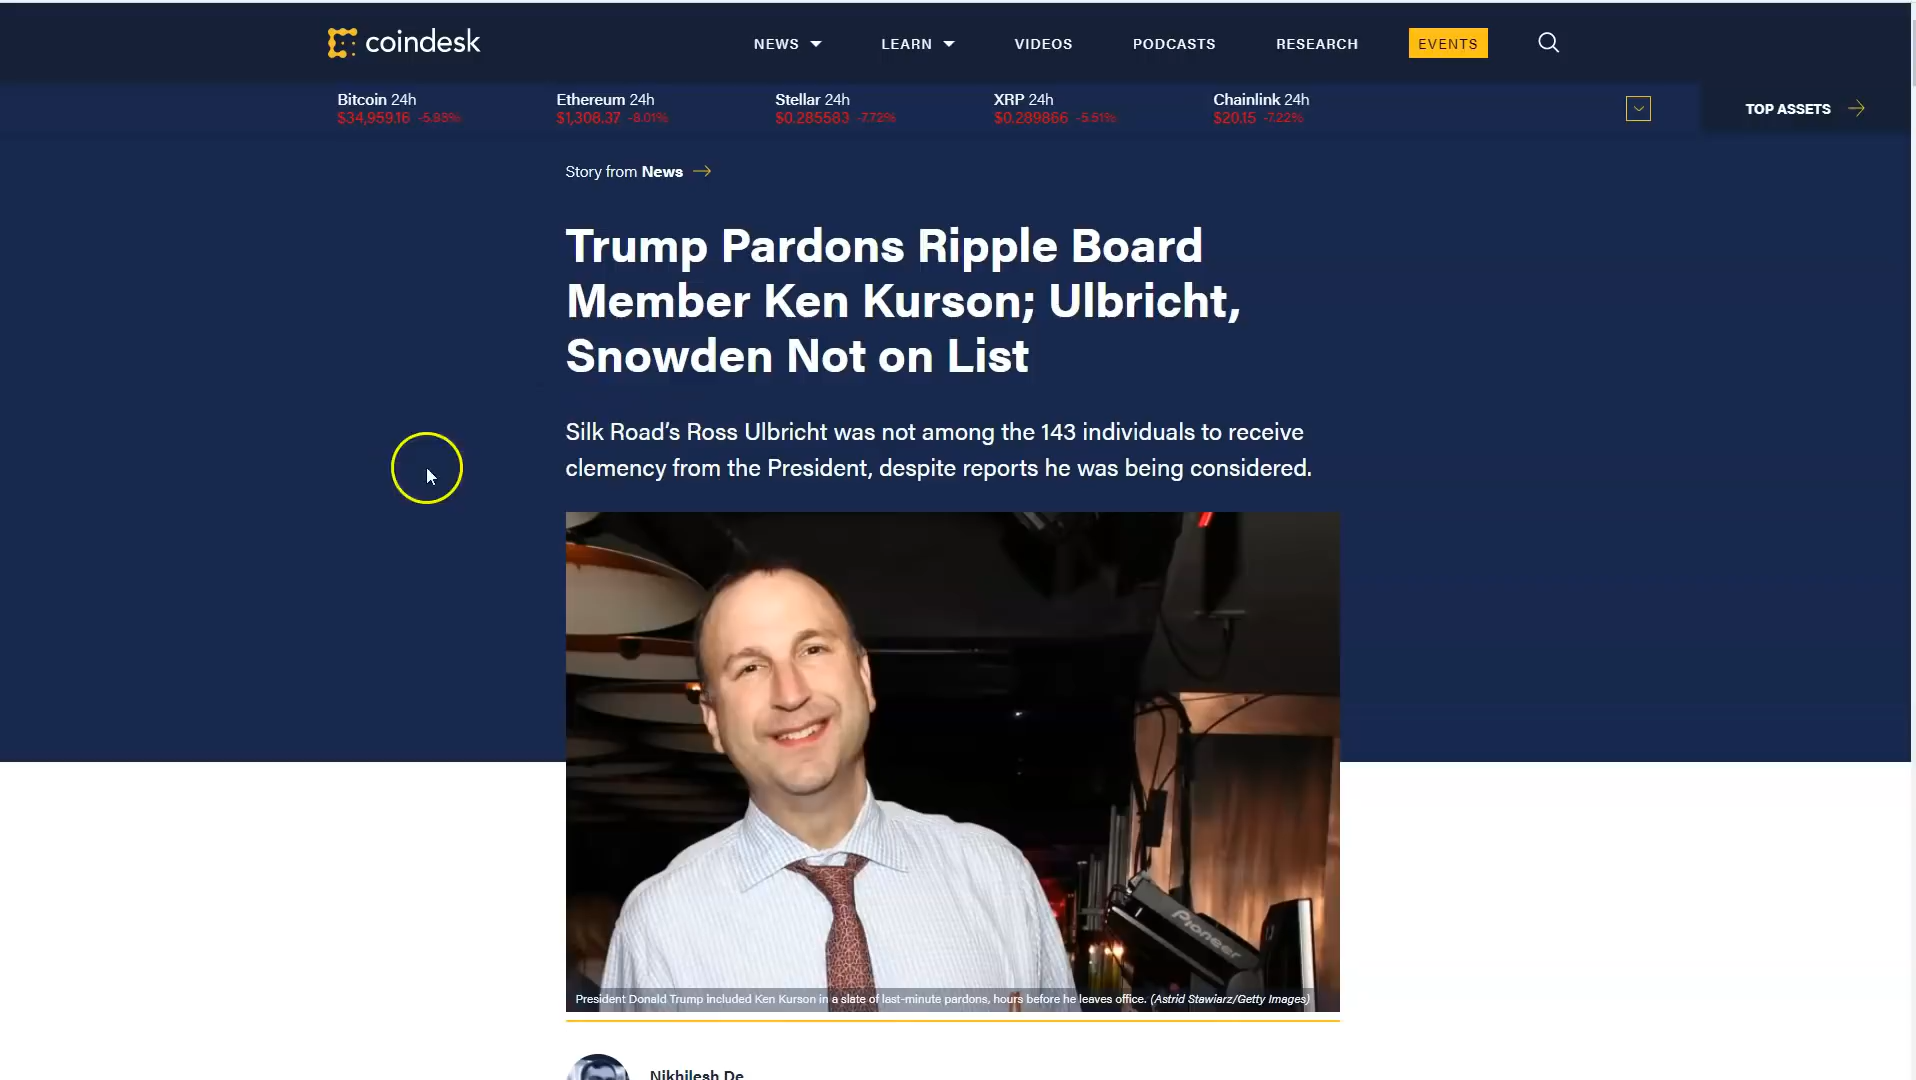 coindesk
NEWS
LEARN
VIDEOS
PODCASTS
RESEARCH
EVENTS
Bitcoin 24h
$34,959.16 -5.93%
Ethereum 24h
$1,308.37 -8.01%
Stellar 24h
$0.285583 -7.72%
XRP 24h
$0.289866 -5.51%
Chainlink 24h
$20.15 -7.22%
TOP ASSETS
Story from News
Trump Pardons Ripple Board
Member Ken Kurson; Ulbricht,
Snowden Not on List
Silk Road’s Ross Ulbricht was not among the 143 individuals to receive
clemency from the President, despite reports he was being considered.
Pioneer
President Donald Trump included Ken Kurson in a slate of last-minute pardons, hours before he leaves office. (Astrid Stawiarz/Getty Images)
Nikhilesh De